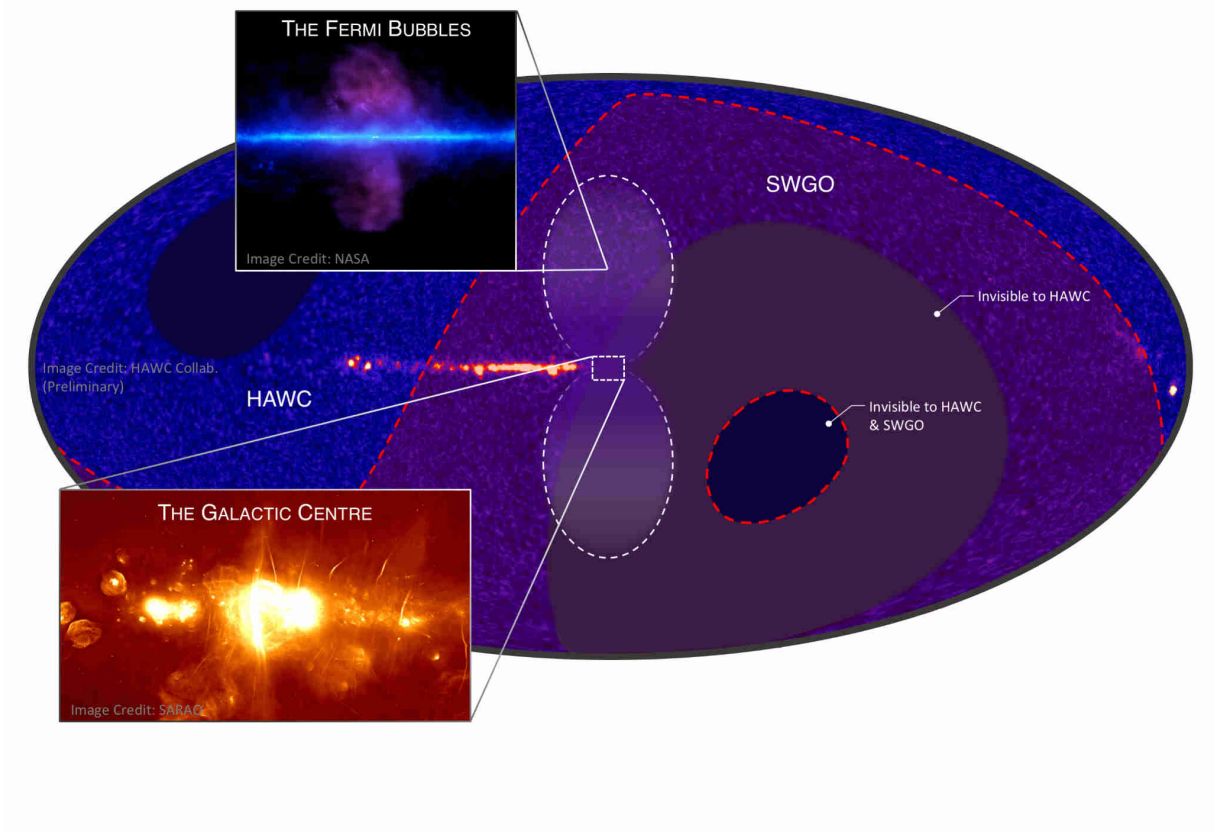 THE FERMI BUBBLES
Image Credit: NASA
SWGO
Invisible to HAWC
Image Credit: HAWC Collab.
(Preliminary)
HAWC
Invisible to HAWC
& SWGO
THE GALACTIC CENTRE
Image Credit: SARAO